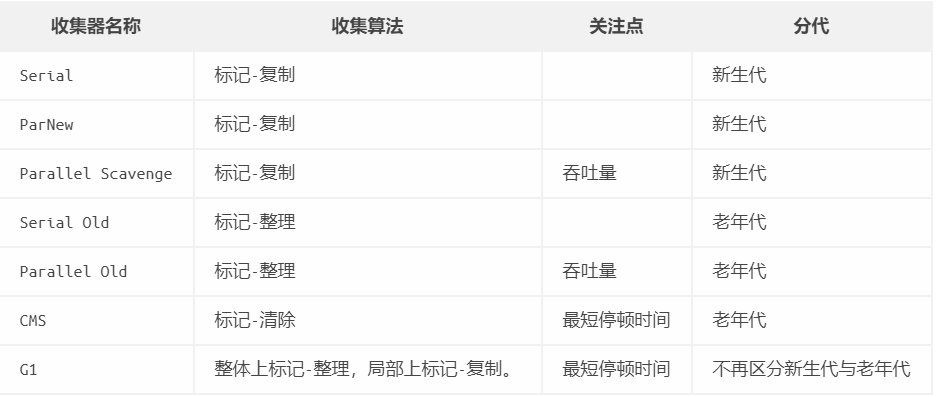 收集器名称 收集算法 关注点 分代
Serial 标记-复制 新生代
ParNew 标记-复制 新生代
Parallel Scavenge 标记-复制 吞吐量 新生代
Serial Old 标记-整理 老年代
Parallel Old 标记-整理 吞吐量 老年代
CMS 标记-清除 最短停顿时间 老年代
G1 整体上标记-整理，局部上标记-复制。 最短停顿时间 不再区分新生代与老年代